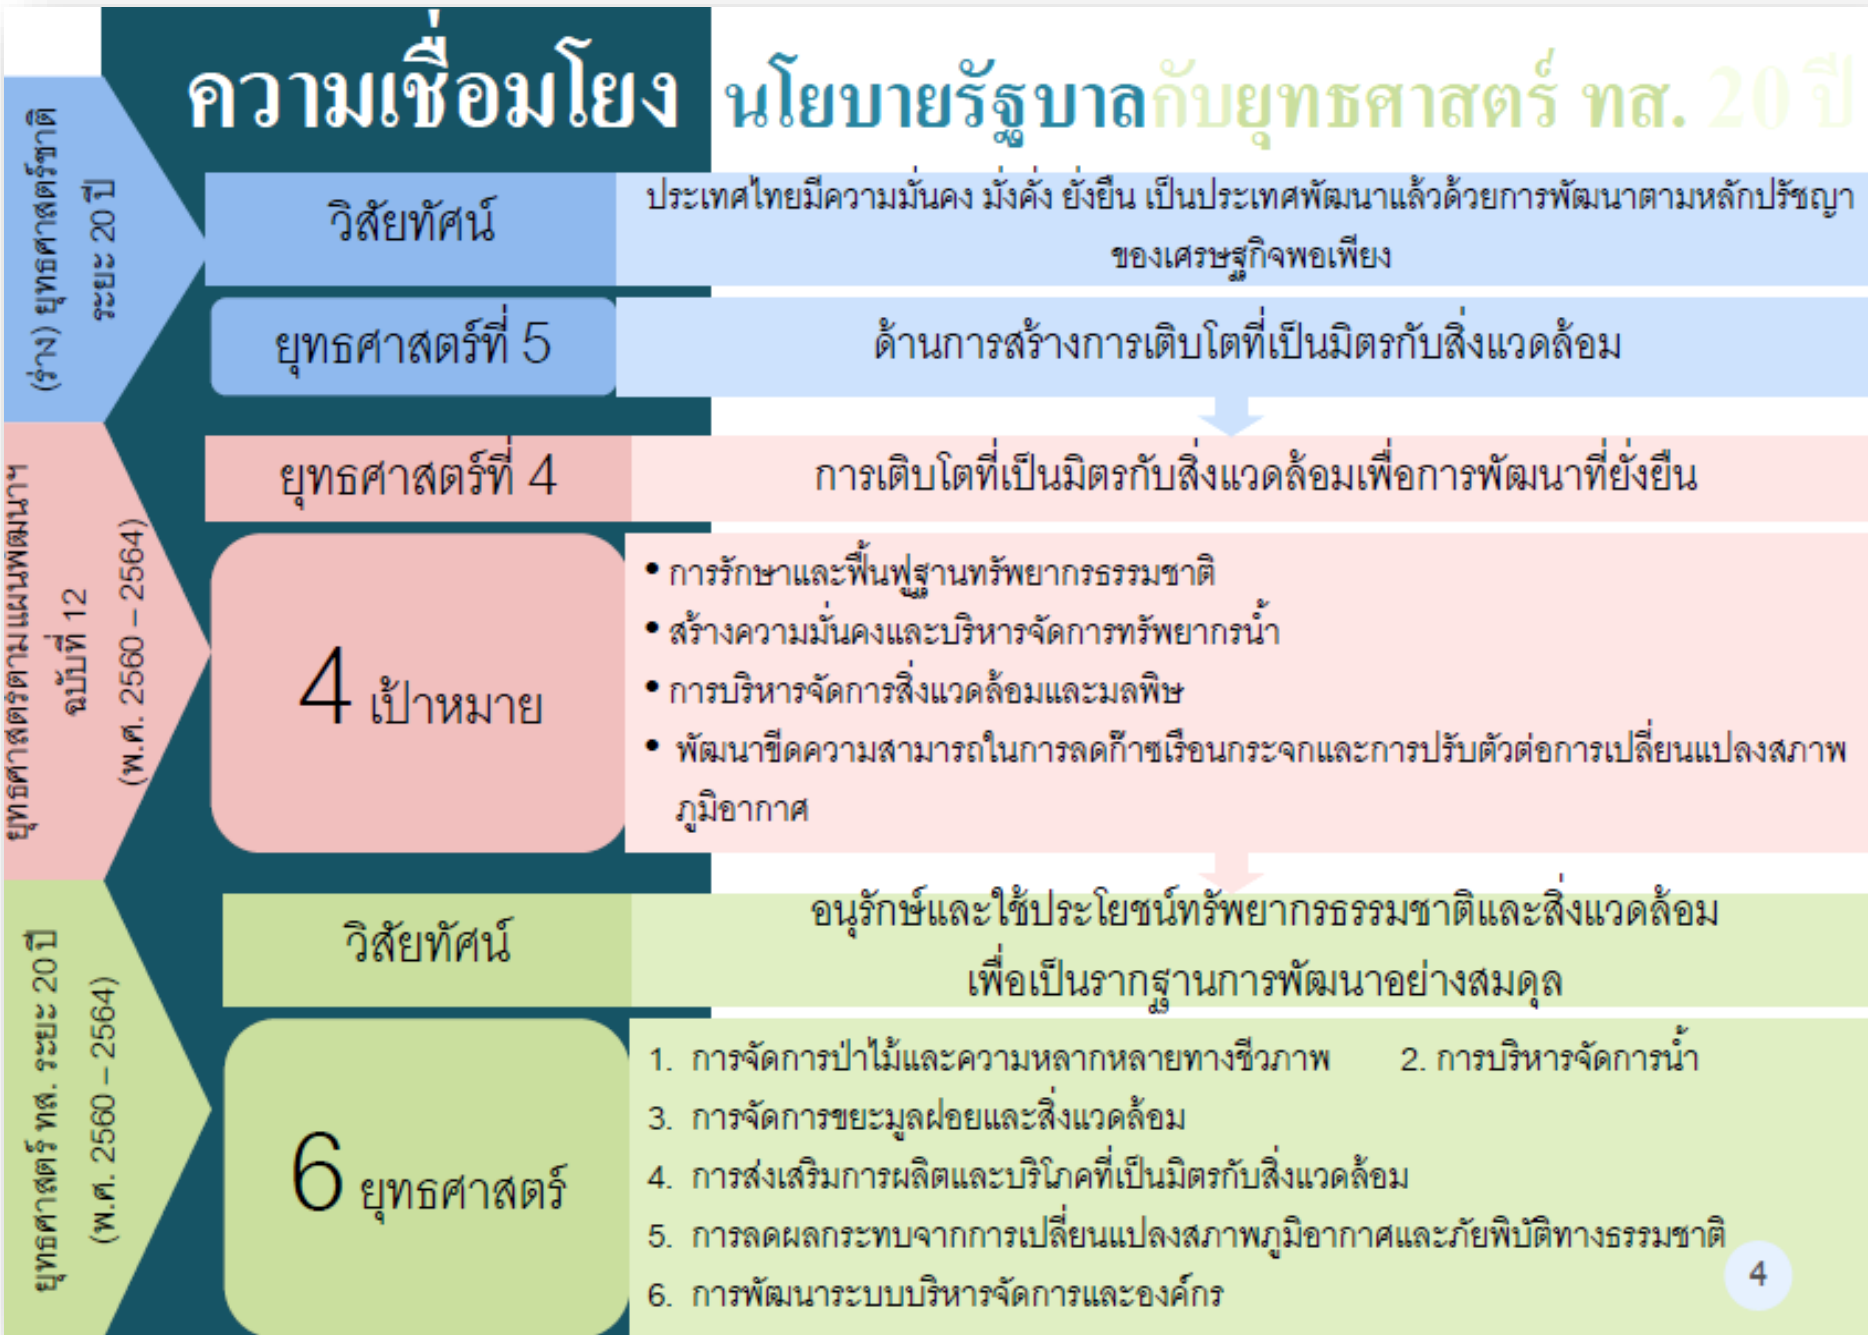 ความเชื่อมโยง นโยบายรัฐบาลกับยุทธศาสตร์ ทส. 20 ปี
(ร่าง) ยุทธศาสตร์ชาติ
ระยะ 20 ปี
วิสัยทัศน์
ประเทศไทยมีความมั่นคง มั่งคั่ง ยั่งยืน เป็นประเทศพัฒนาแล้วด้วยการพัฒนาตามหลักปรัชญา
ของเศรษฐกิจพอเพียง
ยุทธศาสตร์ที่ 5
ด้านการสร้างการเติบโตที่เป็นมิตรกับสิ่งแวดล้อม
ยุทธศาสตร์ตามแผนพัฒนาฯ
ฉบับที่ 12
(พ.ศ. 2560 – 2564)
ยุทธศาสตร์ที่ 4
การเติบโตที่เป็นมิตรกับสิ่งแวดล้อมเพื่อการพัฒนาที่ยั่งยืน
4 เป้าหมาย
• การรักษาและฟื้นฟูฐานทรัพยากรธรรมชาติ
• สร้างความมั่นคงและบริหารจัดการทรัพยากรน้ำ
• การบริหารจัดการสิ่งแวดล้อมและมลพิษ
• พัฒนาขีดความสามารถในการลดก๊าซเรือนกระจกและการปรับตัวต่อการเปลี่ยนแปลงสภาพ
ภูมิอากาศ
ยุทธศาสตร์ ทส. ระยะ 20 ปี
(พ.ศ. 2560 – 2564)
วิสัยทัศน์
อนุรักษ์และใช้ประโยชน์ทรัพยากรธรรมชาติและสิ่งแวดล้อม
เพื่อเป็นรากฐานการพัฒนาอย่างสมดุล
6 ยุทธศาสตร์
1. การจัดการป่าไม้และความหลากหลายทางชีวภาพ 2. การบริหารจัดการน้ำ
3. การจัดการขยะมูลฝอยและสิ่งแวดล้อม
4. การส่งเสริมการผลิตและบริโภคที่เป็นมิตรกับสิ่งแวดล้อม
5. การลดผลกระทบจากการเปลี่ยนแปลงสภาพภูมิอากาศและภัยพิบัติทางธรรมชาติ
6. การพัฒนาระบบบริหารจัดการและองค์กร
4